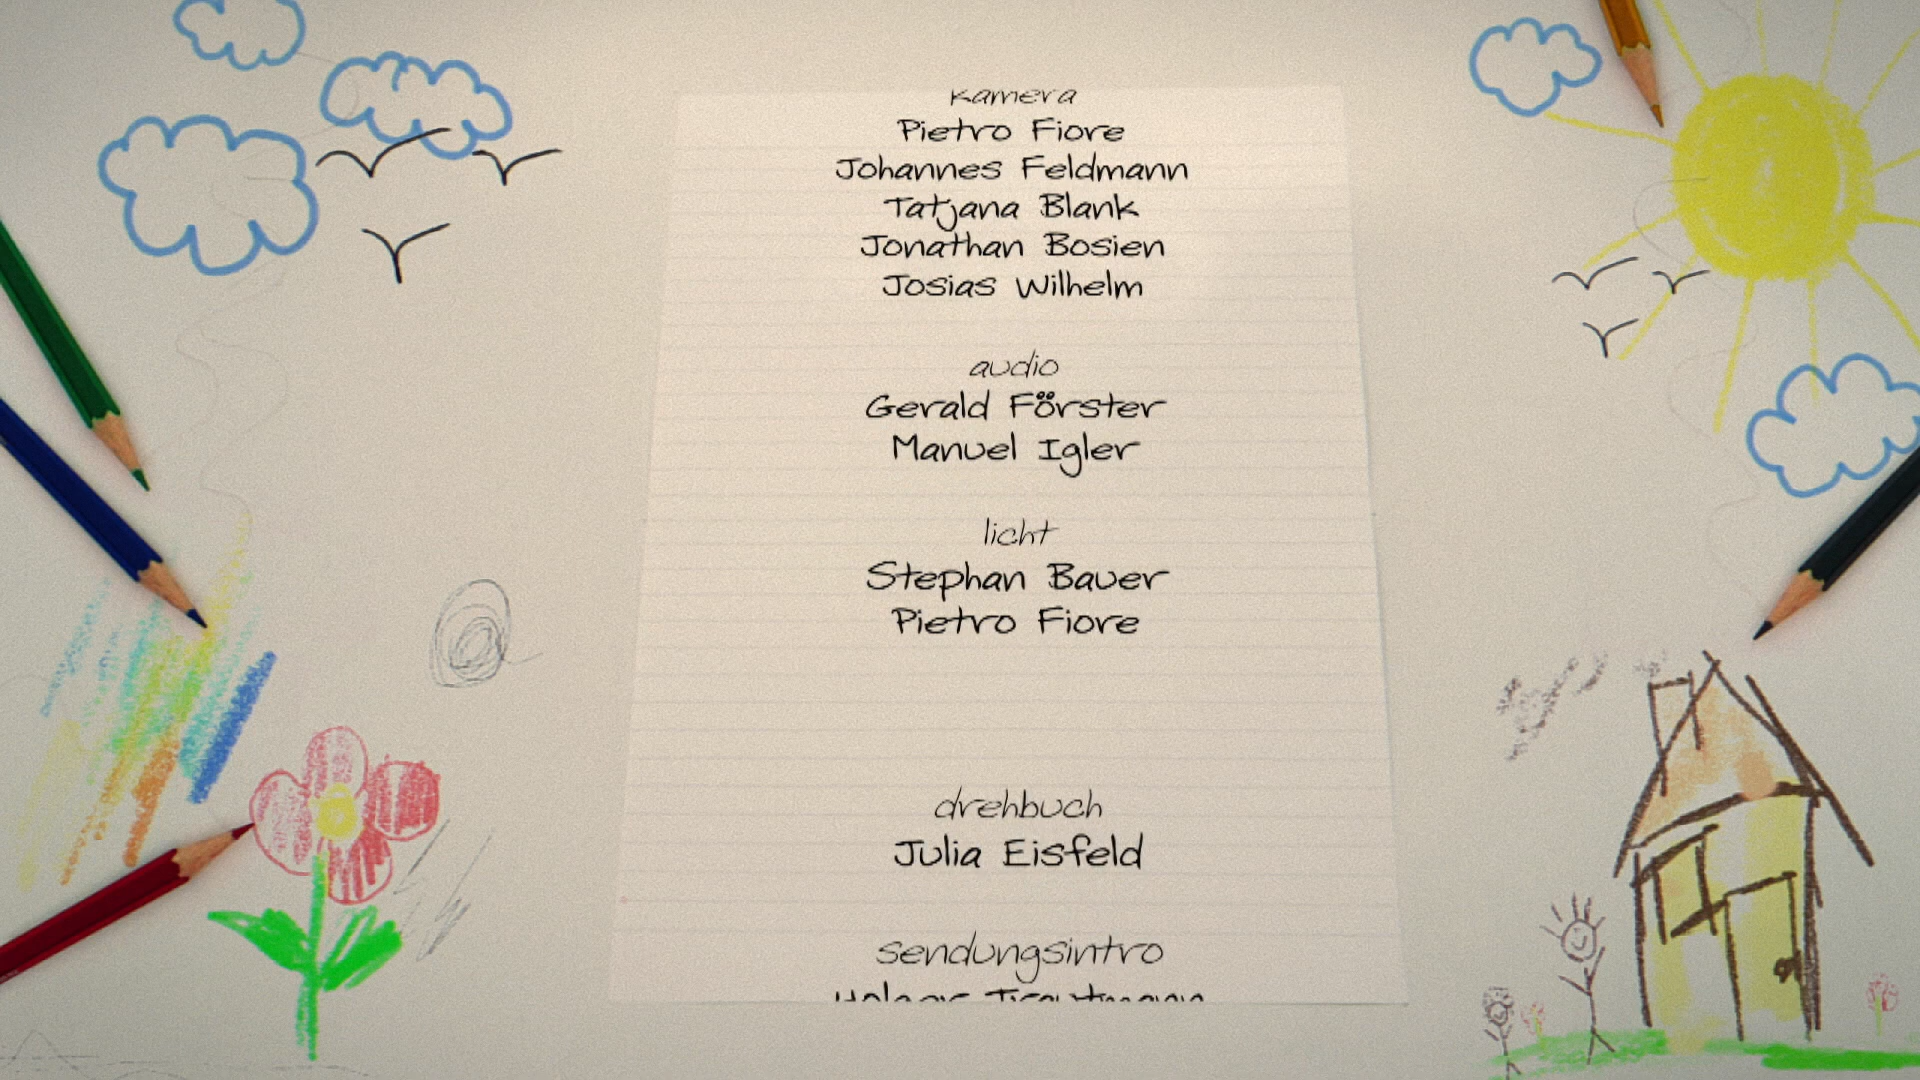 kamera
Pietro Fiore
Johannes Feldmann
Tatjana Blank
Jonathan Bosien
Josias Wilhelm
audio
Gerald Förster
Manuel Igler
licht
Stephan Bauer
Pietro Fiore
drehbuch
Julia Eisfeld
sendungsintro